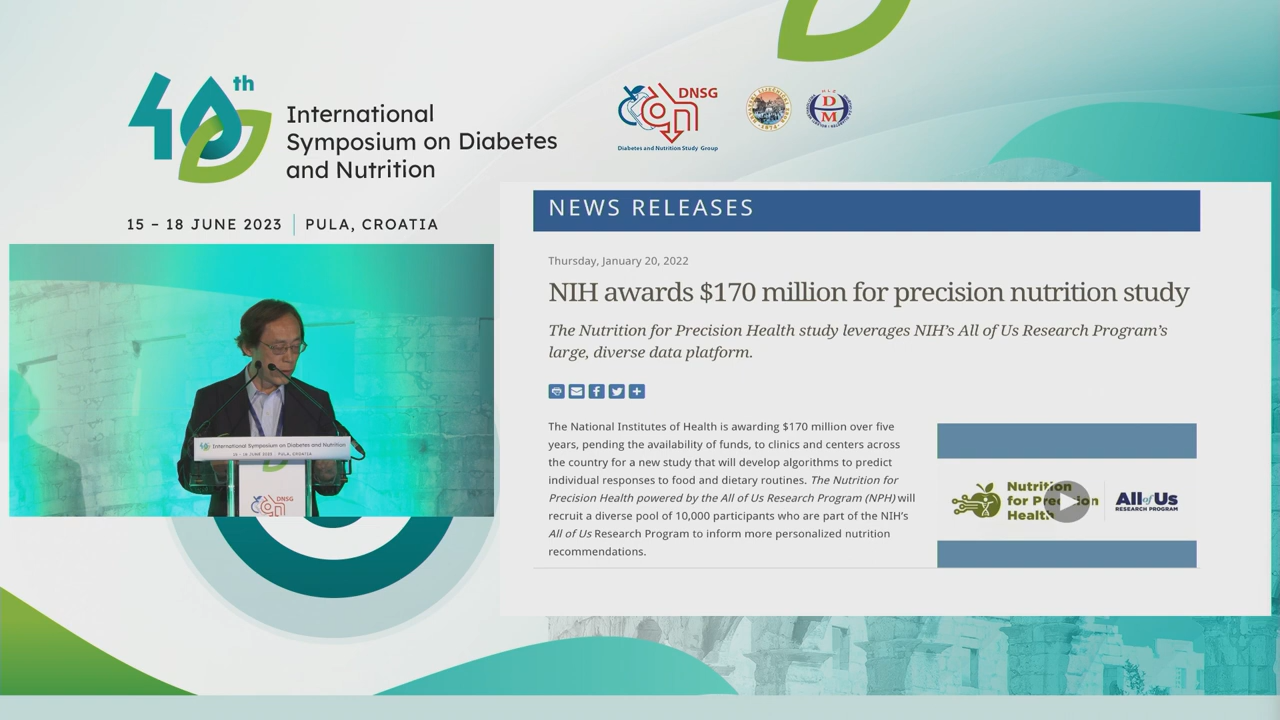 40th
International
Symposium on Diabetes
and Nutrition
15 – 18 JUNE 2023 | PULA, CROATIA
DNSG
Diabetes and Nutrition Study Group
NEWS RELEASES
Thursday, January 20, 2022
NIH awards $170 million for precision nutrition study
The Nutrition for Precision Health study leverages NIH's All of Us Research Program's
large, diverse data platform.
The National Institutes of Health is awarding $170 million over five
years, pending the availability of funds, to clinics and centers across
the country for a new study that will develop algorithms to predict
individual responses to food and dietary routines. The Nutrition for
Precision Health powered by the All of Us Research Program (NPH) will
recruit a diverse pool of 10,000 participants who are part of the NIH's
All of Us Research Program to inform more personalized nutrition
recommendations.
Nutrition
for Precision
Health
All of Us
RESEARCH PROGRAM
40 International Symposium on Diabetes and Nutrition
15 – 18 JUNE 2023 | PULA, CROATIA
DNSG